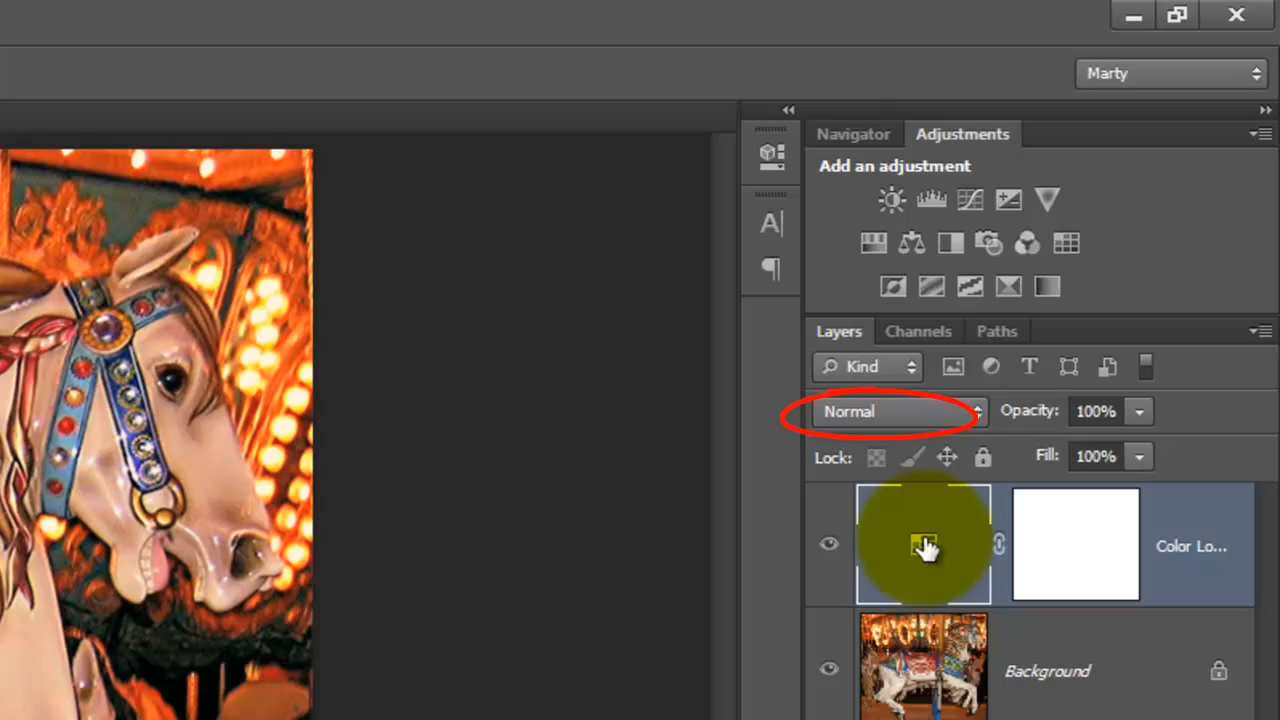 Marty
Navigator Adjustments
Add an adjustment
A|
Layers Channels Paths
Kind T
Normal Opacity: 100%
Lock: Fill: 100%
Color Lo...
Background